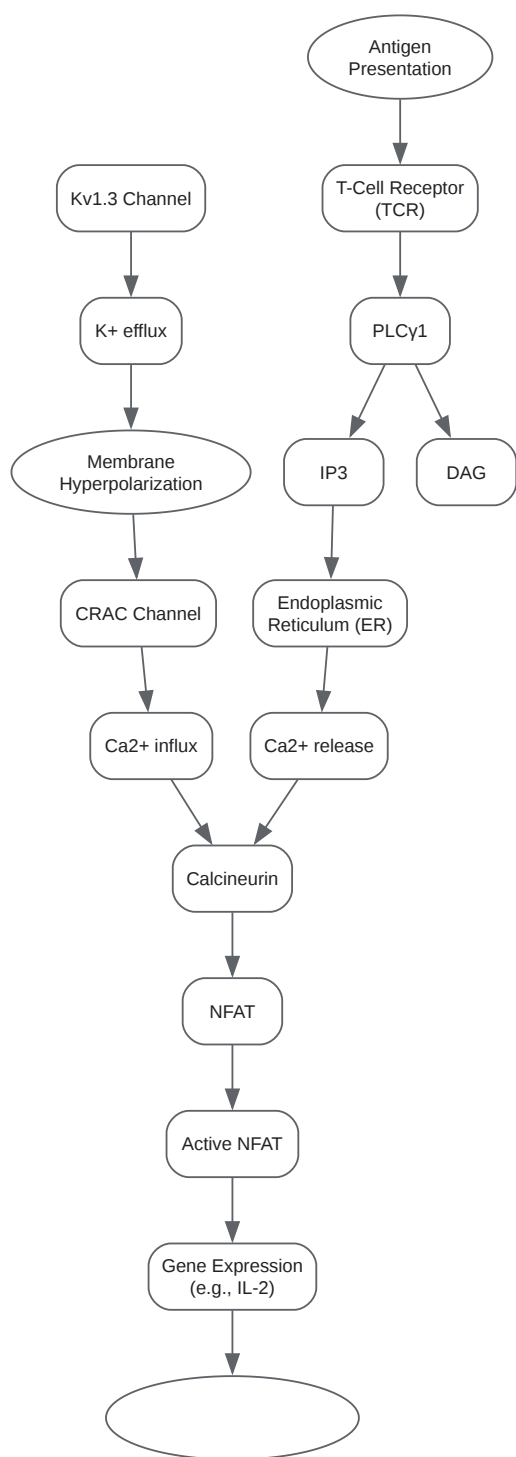 Antigen
Presentation
Kv1.3 Channel
T-Cell Receptor
(TCR)
K+ efflux
PLCγ1
Membrane
Hyperpolarization
IP3
DAG
CRAC Channel
Endoplasmic
Reticulum (ER)
Ca2+ influx
Ca2+ release
Calcineurin
NFAT
Active NFAT
Gene Expression
(e.g., IL-2)